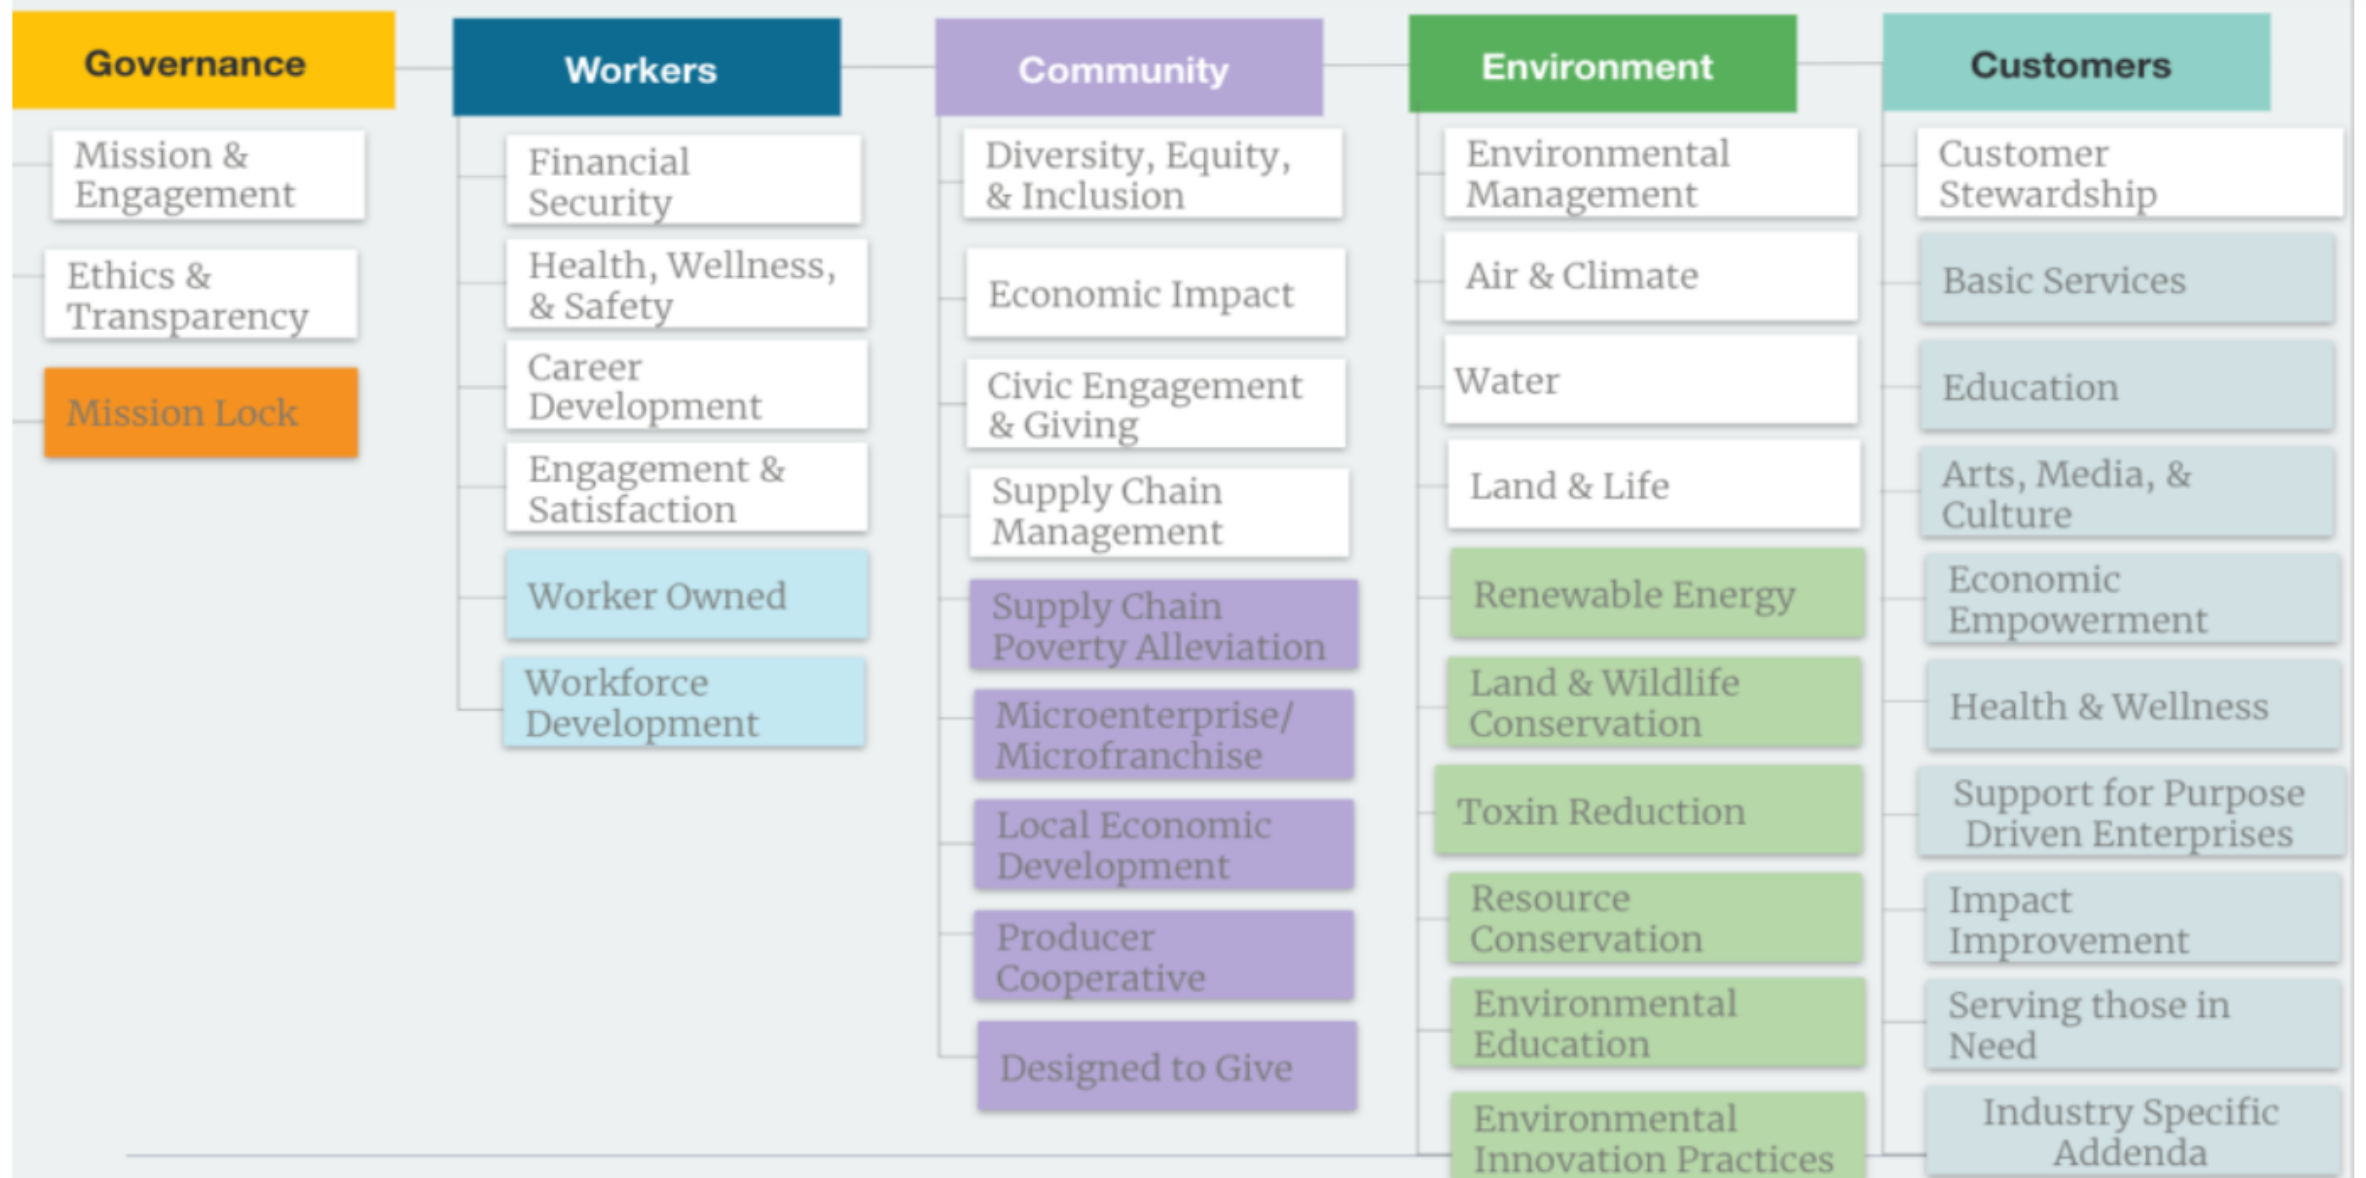 Governance
Mission &
Engagement
Ethics &
Transparency
Mission Lock
Workers
Financial
Security
Health, Wellness,
& Safety
Career
Development
Engagement &
Satisfaction
Worker Owned
Workforce
Development
Community
Diversity, Equity,
& Inclusion
Economic Impact
Civic Engagement
& Giving
Supply Chain
Management
Supply Chain
Poverty Alleviation
Microenterprise/
Microfranchise
Local Economic
Development
Producer
Cooperative
Designed to Give
Environment
Environmental
Management
Air & Climate
Water
Land & Life
Renewable Energy
Land & Wildlife
Conservation
Toxin Reduction
Resource
Conservation
Environmental
Education
Environmental
Innovation Practices
Customers
Customer
Stewardship
Basic Services
Education
Arts, Media, &
Culture
Economic
Empowerment
Health & Wellness
Support for Purpose
Driven Enterprises
Impact
Improvement
Serving those in
Need
Industry Specific
Addenda